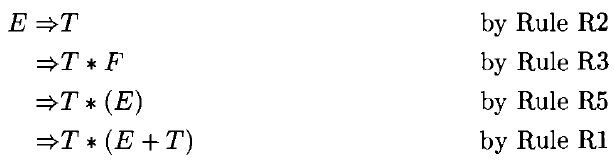 E ⇒T by Rule R2
⇒T ∗ F by Rule R3
⇒T ∗ (E) by Rule R5
⇒T ∗ (E + T) by Rule R1